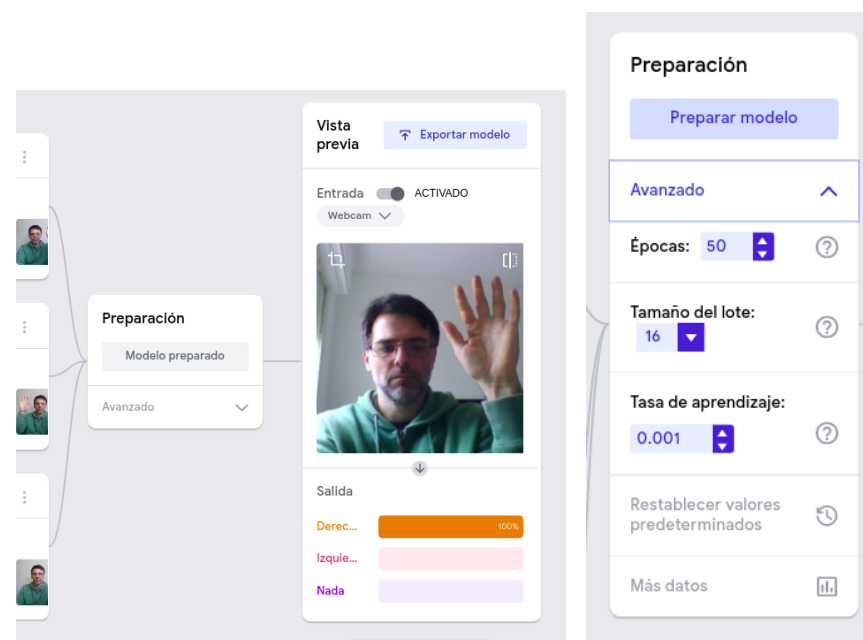 Preparación
Modelo preparado
Avanzado
Vista
previa
Exportar modelo
Entrada ACTIVADO
Webcam
Salida
Derec... 100%
Izquie...
Nada
Preparación
Preparar modelo
Avanzado
Épocas: 50
Tamaño del lote:
16
Tasa de aprendizaje:
0.001
Restablecer valores
predeterminados
Más datos